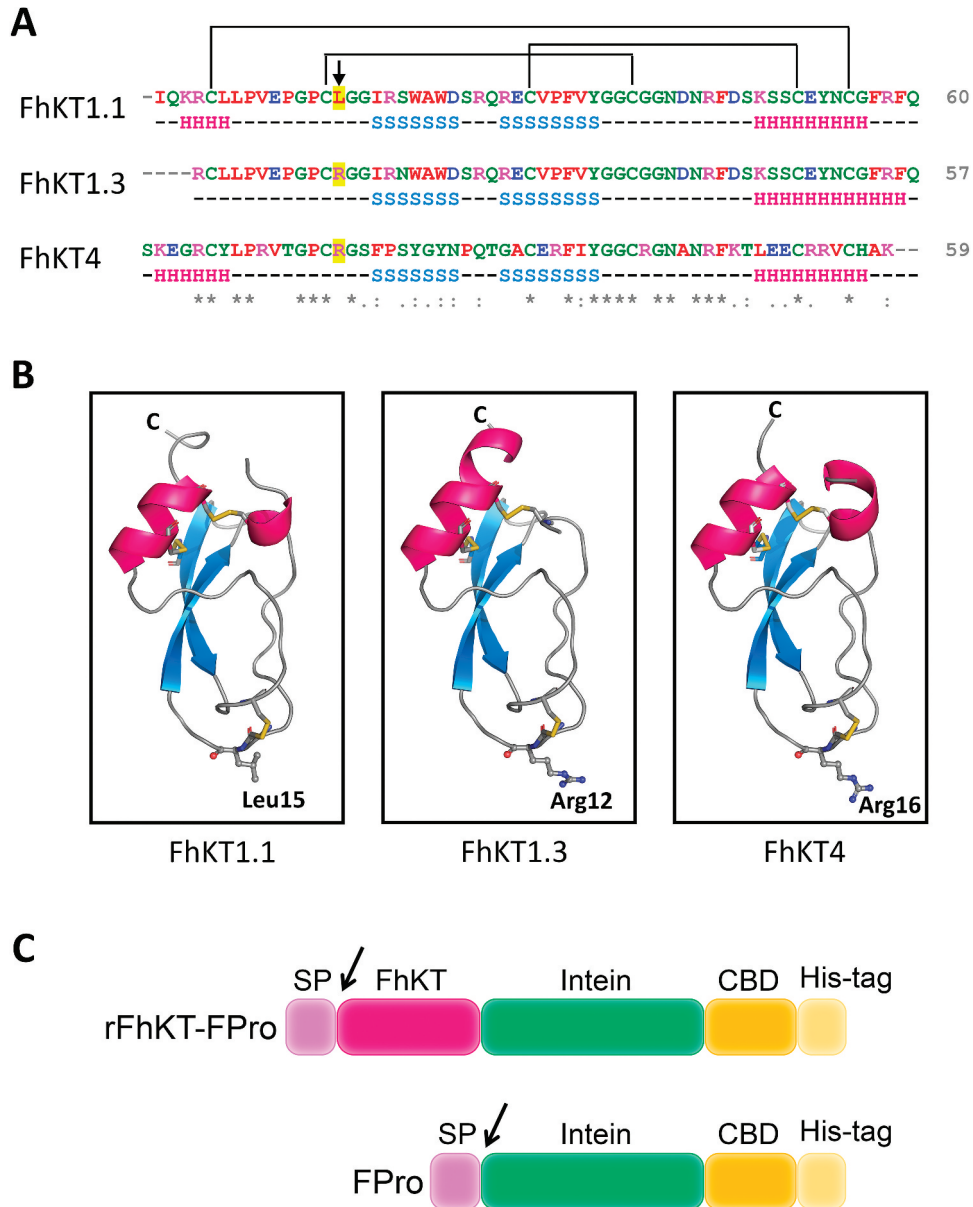 A
FhKT1.1 -IQKRCLLPVEPGPCLGGIRSWAWDSRQRECVPFVYGGCGGNDNRFDSKSSCEYNCGFRFQ 60
--HHHH-----------SSSSSSS---SSSSSSSS------------HHHHHHHHH----
FhKT1.3 ----RCLLPVEPGPCRGGIRNWAWDSRQRECVPFVYGGCGGNDNRFDSKSSCEYNCGFRFQ 57
--------------SSSSSSS---SSSSSSSS------------HHHHHHHHHHHH-
FhKT4 SKEGRCYLPRVTGPCRGSFPSYGYNPQTGACERFIYGGCRGNANRFKTLEECRRVCHAK-- 59
HHHHHH-----------SSSSSSS---SSSSSSSS------------HHHHHHHHH--
** ** *** *.: .:.:: : * *:**** ** ***.: .: * * :
B
C C C
Leu15 Arg12 Arg16
FhKT1.1 FhKT1.3 FhKT4
C
SP FhKT Intein CBD His-tag
rFhKT-FPro
SP Intein CBD His-tag
FPro